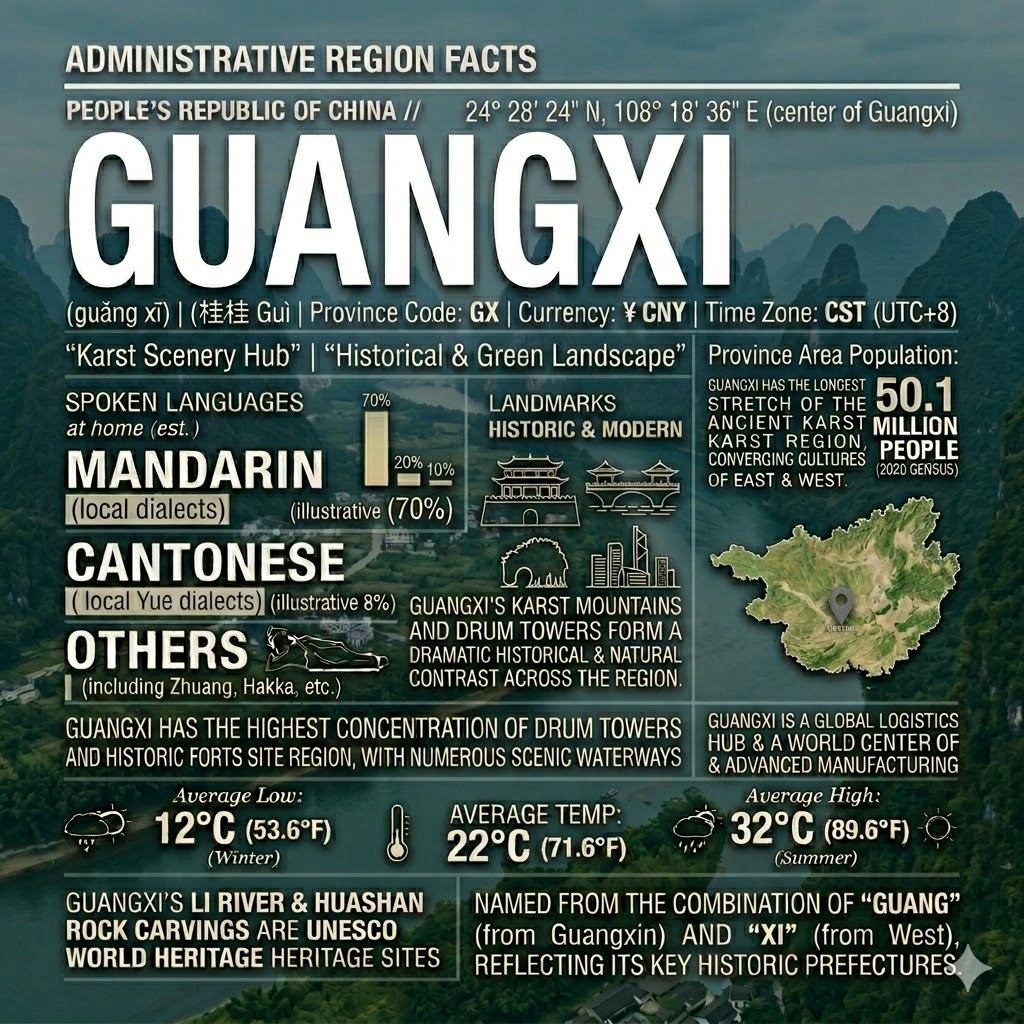 ADMINISTRATIVE REGION FACTS
PEOPLE'S REPUBLIC OF CHINA // 24° 28' 24" N, 108° 18' 36" E (center of Guangxi)
GUANGXI
(guǎng xī) | (桂桂 Guì | Province Code: GX | Currency: ¥ CNY | Time Zone: CST (UTC+8)
"Karst Scenery Hub" | "Historical & Green Landscape"
SPOKEN LANGUAGES
at home (est.)
70%
20% 10%
MANDARIN
(local dialects) (illustrative (70%)
CANTONESE
( local Yue dialects) (illustrative 8%)
OTHERS
(including Zhuang, Hakka, etc.)
LANDMARKS
HISTORIC & MODERN
GUANGXI'S KARST MOUNTAINS
AND DRUM TOWERS FORM A
DRAMATIC HISTORICAL & NATURAL
CONTRAST ACROSS THE REGION.
Province Area Population:
GUANGXI HAS THE LONGEST
STRETCH OF THE
ANCIENT KARST
KARST REGION,
CONVERGING CULTURES
OF EAST & WEST.
50.1
MILLION
PEOPLE
(2020 GENSUS)
GUANGXI HAS THE HIGHEST CONCENTRATION OF DRUM TOWERS
AND HISTORIC FORTS SITE REGION, WITH NUMEROUS SCENIC WATERWAYS
GUANGXI IS A GLOBAL LOGISTICS
HUB & A WORLD CENTER OF
& ADVANCED MANUFACTURING
Average Low:
12°C (53.6°F)
(Winter)
AVERAGE TEMP:
22°C (71.6°F)
Average High:
32°C (89.6°F)
(Summer)
GUANGXI'S LI RIVER & HUASHAN
ROCK CARVINGS ARE UNESCO
WORLD HERITAGE HERITAGE SITES
NAMED FROM THE COMBINATION OF "GUANG"
(from Guangxin) AND "XI" (from West),
REFLECTING ITS KEY HISTORIC PREFECTURES.